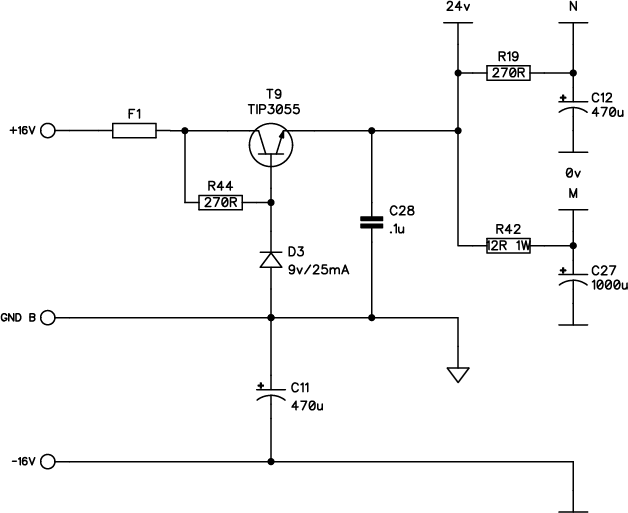 24v
N
R19
270R
C12
470u
T9
TIP3055
F1
+16V
0v
M
R44
270R
C28
.1u
R42
12R 1W
D3
9v/25mA
C27
1000u
GND B
C11
470u
-16V